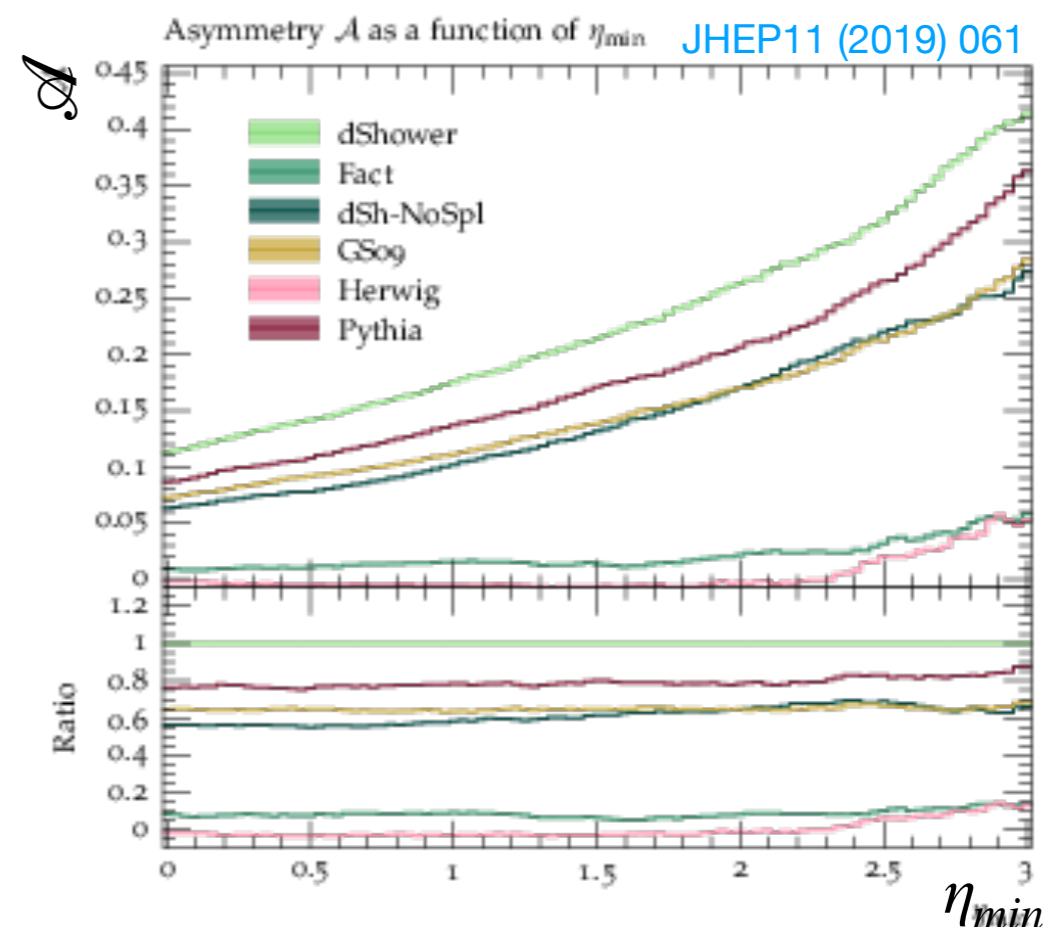 Asymmetry 𝒜 as a function of ηmin JHEP11 (2019) 061
𝒜
0.45
0.4
0.35
0.3
0.25
0.2
0.15
0.1
0.05
0
dShower
Fact
dSh-NoSpl
GS09
Herwig
Pythia
1.2
1
0.8
0.6
0.4
0.2
0
Ratio
0 0.5 1 1.5 2 2.5 3
ηmin